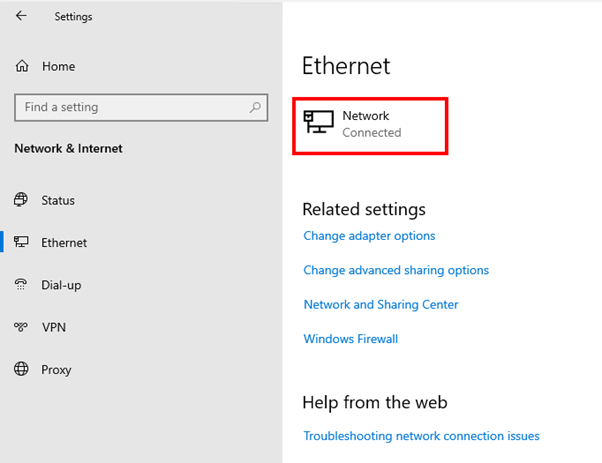 Settings
Home
Find a setting
Network & Internet
Status
Ethernet
Dial-up
VPN
Proxy
Ethernet
Network
Connected
Related settings
Change adapter options
Change advanced sharing options
Network and Sharing Center
Windows Firewall
Help from the web
Troubleshooting network connection issues